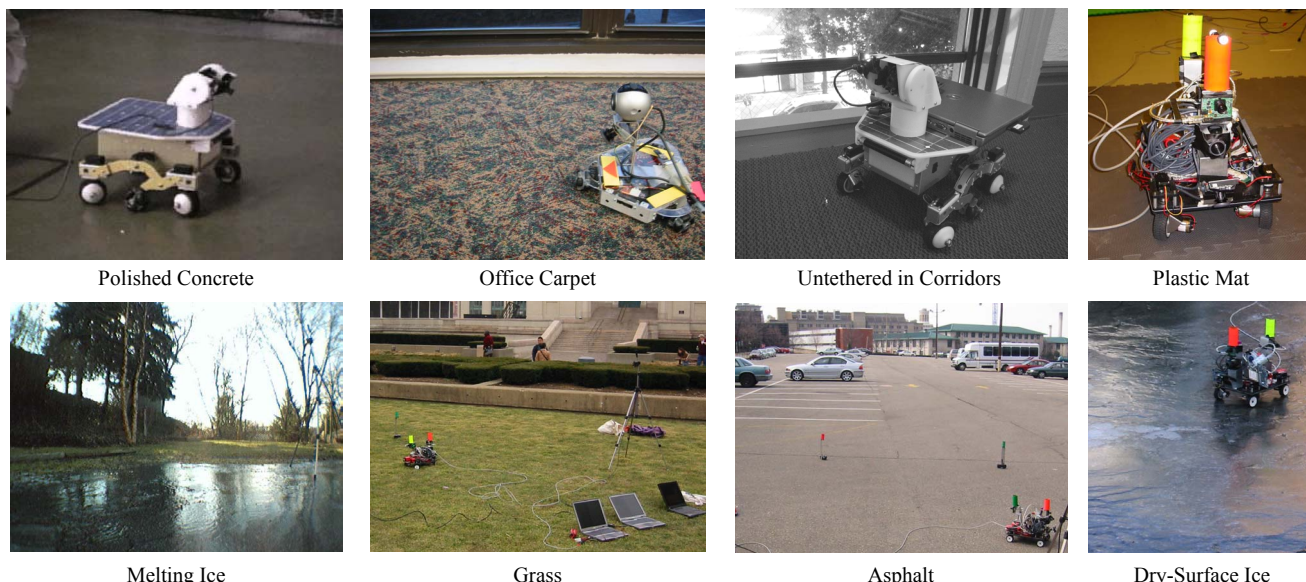 Polished Concrete
Office Carpet
Untethered in Corridors
Plastic Mat
Melting Ice
Grass
Asphalt
Dry-Surface Ice